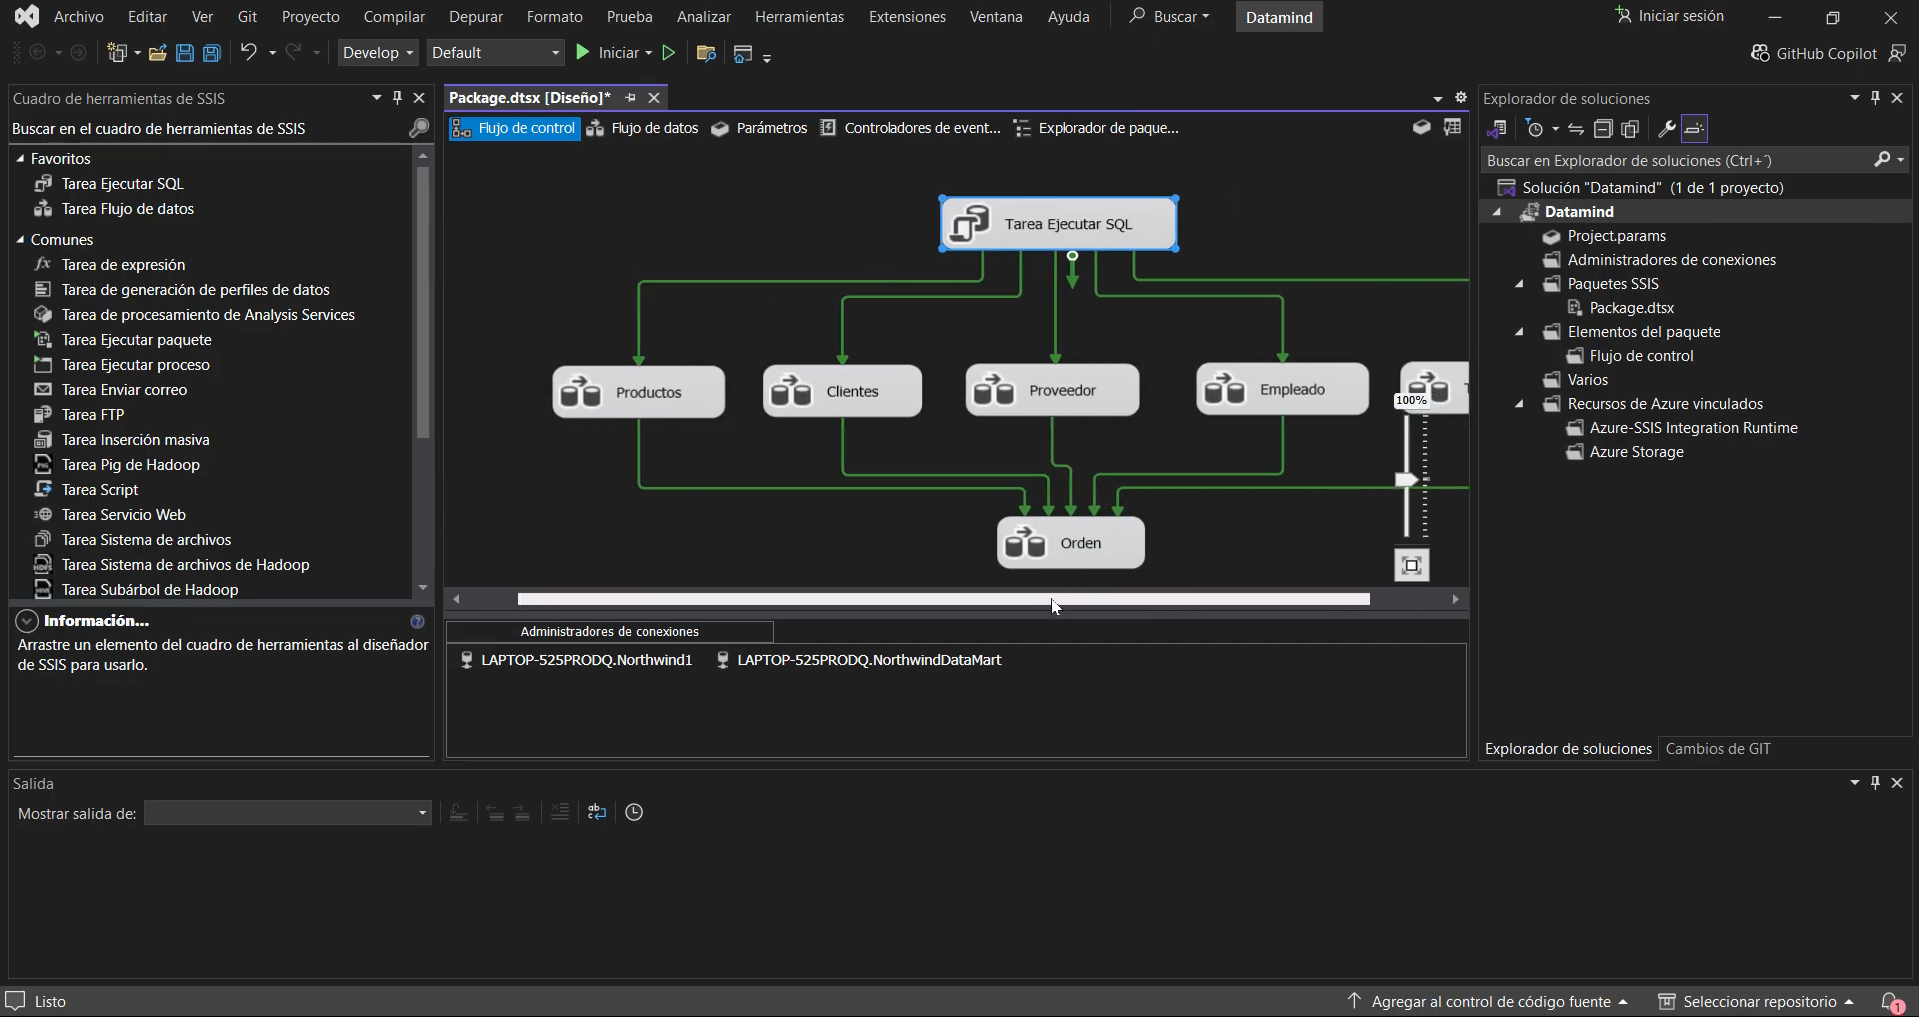 Archivo Editar Ver Git Proyecto Compilar Depurar Formato Prueba Analizar Herramientas Extensiones Ventana Ayuda Buscar Datamind Iniciar sesión
Develop Default Iniciar GitHub Copilot
Cuadro de herramientas de SSIS
Buscar en el cuadro de herramientas de SSIS
Favoritos
Tarea Ejecutar SQL
Tarea Flujo de datos
Comunes
Tarea de expresión
Tarea de generación de perfiles de datos
Tarea de procesamiento de Analysis Services
Tarea Ejecutar paquete
Tarea Ejecutar proceso
Tarea Enviar correo
Tarea FTP
Tarea Inserción masiva
Tarea Pig de Hadoop
Tarea Script
Tarea Servicio Web
Tarea Sistema de archivos
Tarea Sistema de archivos de Hadoop
Tarea Subárbol de Hadoop
Información...
Arrastre un elemento del cuadro de herramientas al diseñador
de SSIS para usarlo.
Package.dtsx [Diseño]*
Flujo de control Flujo de datos Parámetros Controladores de event... Explorador de paque...
Tarea Ejecutar SQL
Productos Clientes Proveedor Empleado
100%
Orden
Administradores de conexiones
LAPTOP-525PRODQ.Northwind1 LAPTOP-525PRODQ.NorthwindDataMart
Explorador de soluciones
Buscar en Explorador de soluciones (Ctrl+´)
Solución "Datamind" (1 de 1 proyecto)
Datamind
Project.params
Administradores de conexiones
Paquetes SSIS
Package.dtsx
Elementos del paquete
Flujo de control
Varios
Recursos de Azure vinculados
Azure-SSIS Integration Runtime
Azure Storage
Explorador de soluciones Cambios de GIT
Salida
Mostrar salida de:
Listo Agregar al control de código fuente Seleccionar repositorio 1